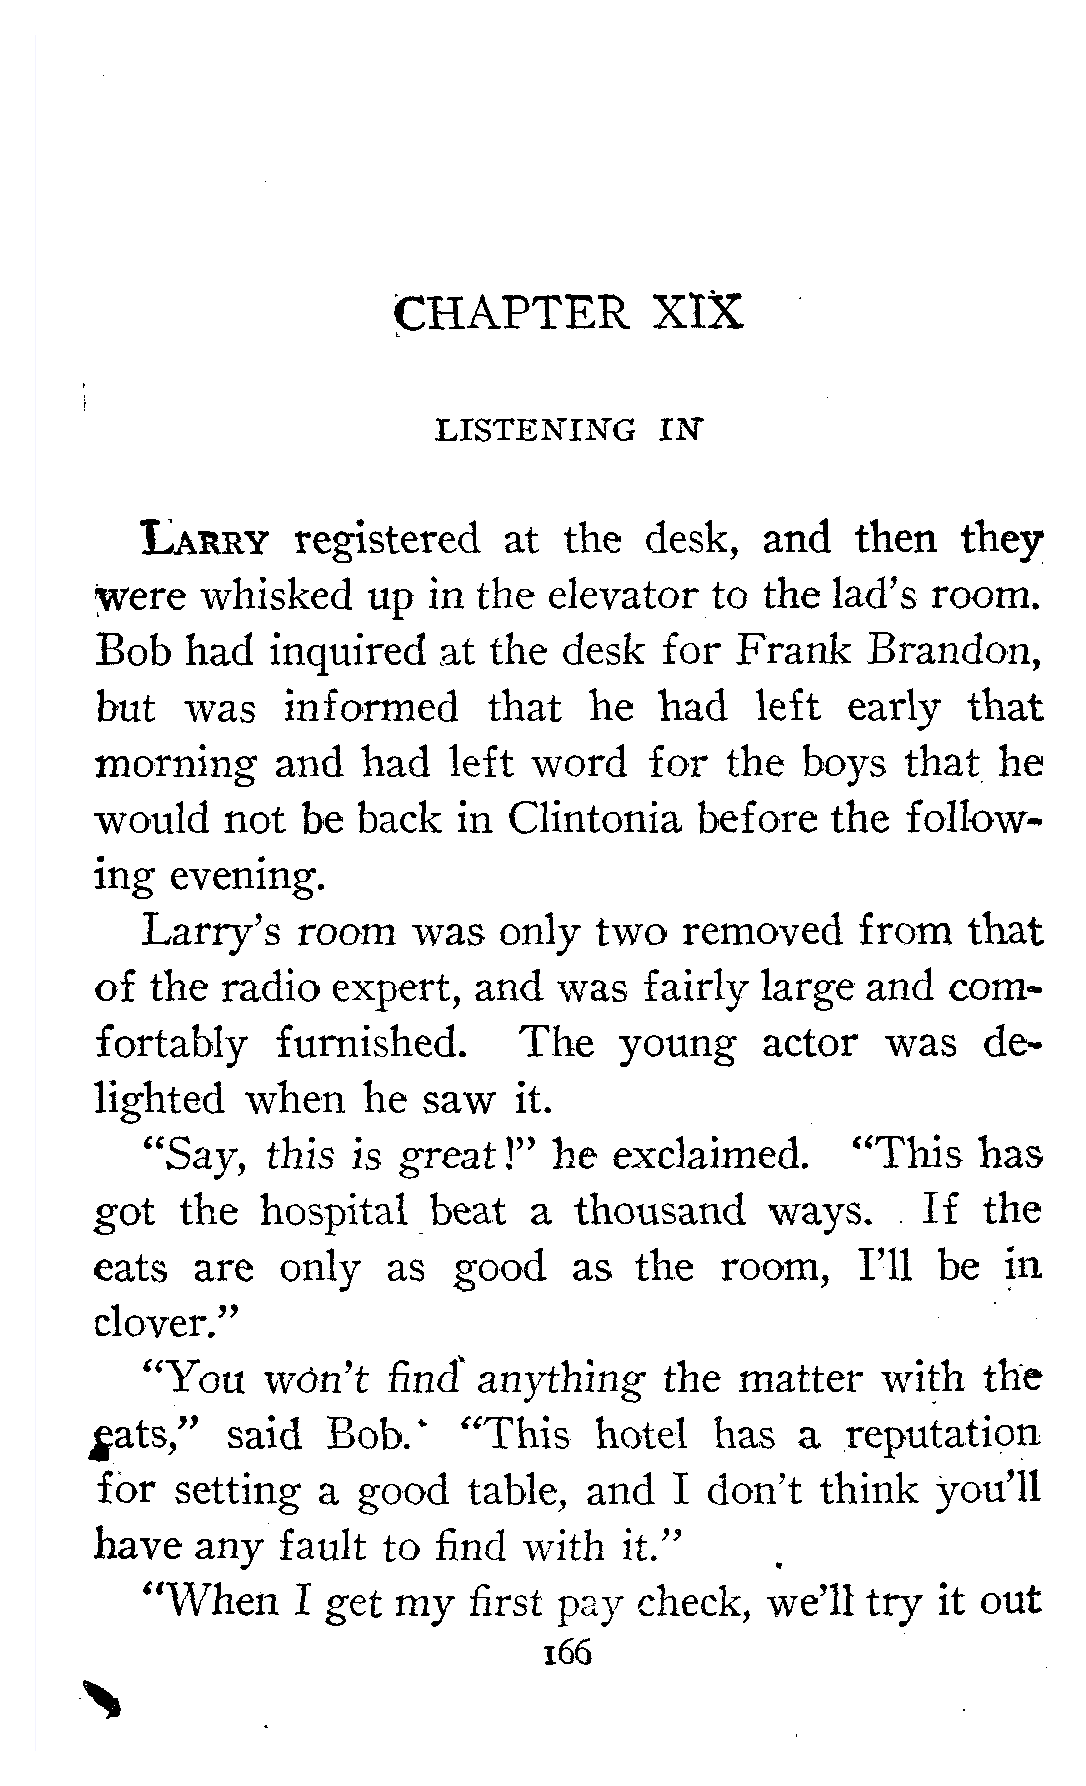 CHAPTER XIX
LISTENING IN
LARRY registered at the desk, and then they
were whisked up in the elevator to the lad's room.
Bob had inquired at the desk for Frank Brandon,
but was informed that he had left early that
morning and had left word for the boys that he
would not be back in Clintonia before the follow-
ing evening.
Larry's room was only two removed from that
of the radio expert, and was fairly large and com-
fortably furnished. The young actor was de-
lighted when he saw it.
"Say, this is great!" he exclaimed. "This has
got the hospital beat a thousand ways. If the
eats are only as good as the room, I'll be in
clover."
"You won't find anything the matter with the
eats," said Bob. "This hotel has a reputation
for setting a good table, and I don't think you'll
have any fault to find with it."
"When I get my first pay check, we'll try it out
166